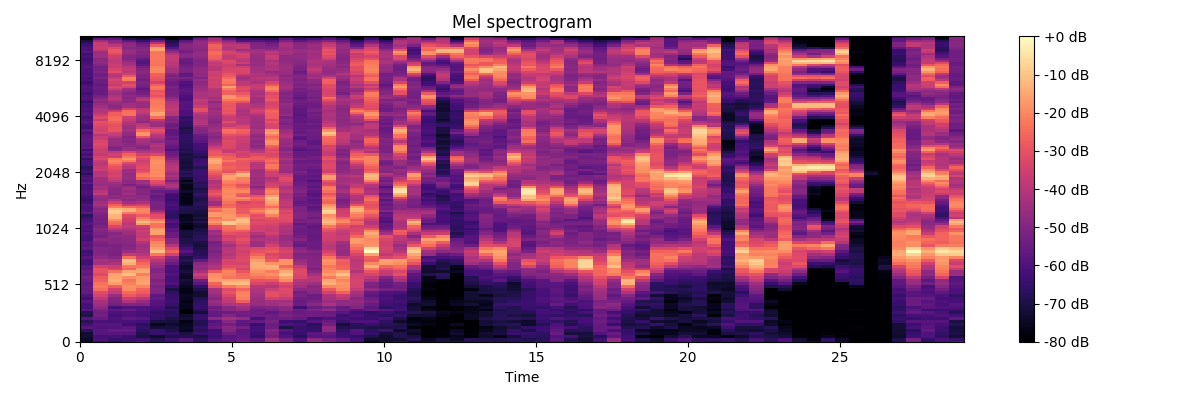 Mel spectrogram
8192
4096
2048
1024
512
0
Hz
0 5 10 15 20 25
Time
+0 dB
-10 dB
-20 dB
-30 dB
-40 dB
-50 dB
-60 dB
-70 dB
-80 dB